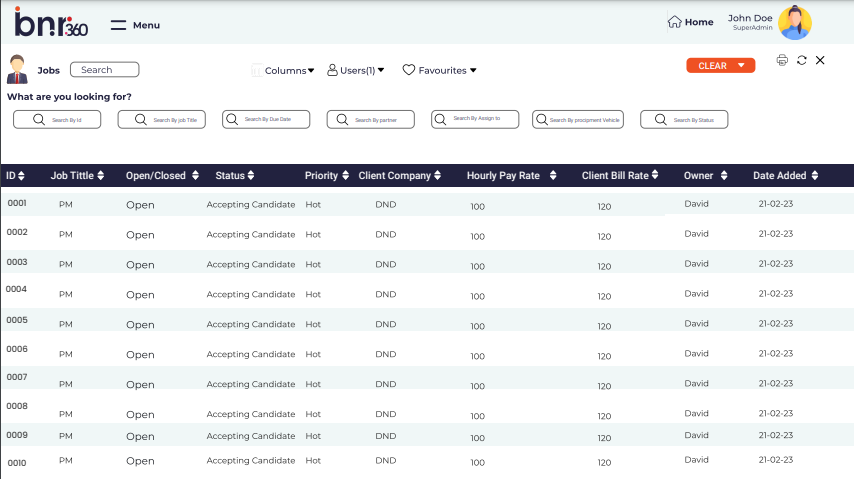 bnr360 Menu Home John Doe
SuperAdmin
Jobs Search Columns Users(1) Favourites CLEAR
What are you looking for?
Search By Id Search By job Title Search By Due Date Search By partner Search By Assign to Search By procipment Vehicle Search By Status
ID Job Tittle Open/Closed Status Priority Client Company Hourly Pay Rate Client Bill Rate Owner Date Added
0001 PM Open Accepting Candidate Hot DND 100 120 David 21-02-23
0002 PM Open Accepting Candidate Hot DND 100 120 David 21-02-23
0003 PM Open Accepting Candidate Hot DND 100 120 David 21-02-23
0004 PM Open Accepting Candidate Hot DND 100 120 David 21-02-23
0005 PM Open Accepting Candidate Hot DND 100 120 David 21-02-23
0006 PM Open Accepting Candidate Hot DND 100 120 David 21-02-23
0007 PM Open Accepting Candidate Hot DND 100 120 David 21-02-23
0008 PM Open Accepting Candidate Hot DND 100 120 David 21-02-23
0009 PM Open Accepting Candidate Hot DND 100 120 David 21-02-23
0010 PM Open Accepting Candidate Hot DND 100 120 David 21-02-23